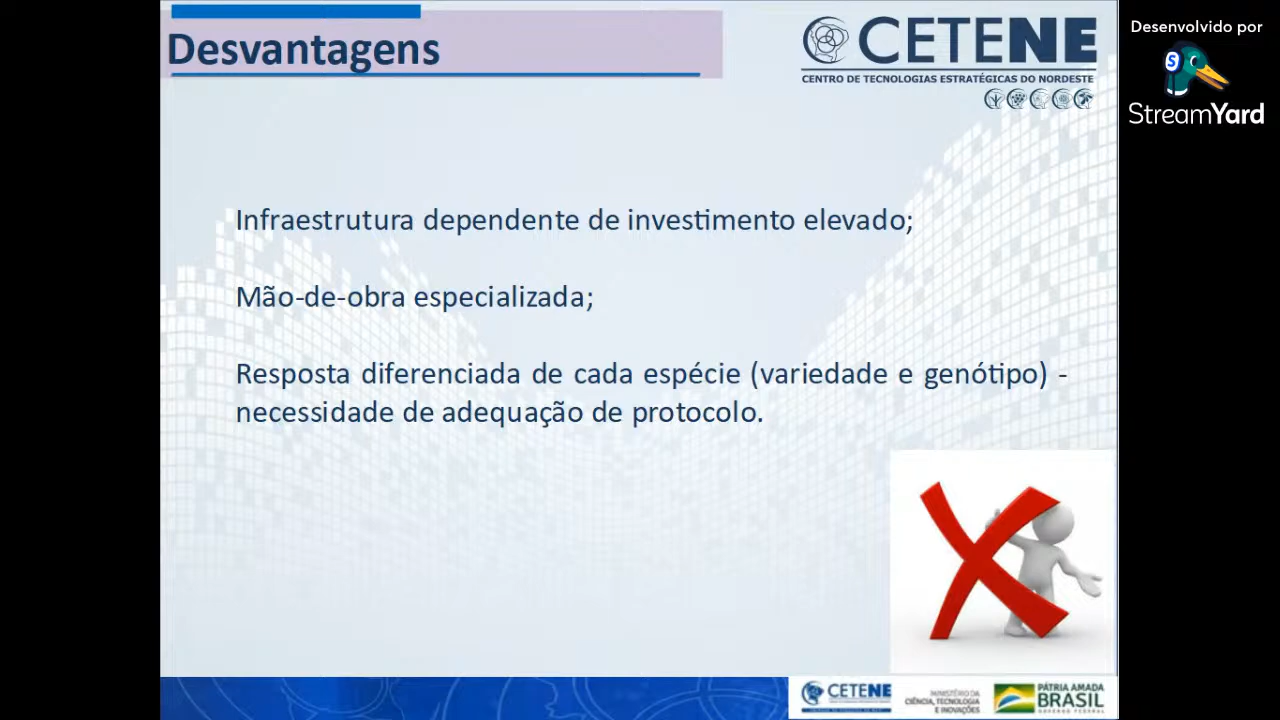 Desvantagens
CETENE
CENTRO DE TECNOLOGIAS ESTRATÉGICAS DO NORDESTE
Desenvolvido por
S
StreamYard
Infraestrutura dependente de investimento elevado;
Mão-de-obra especializada;
Resposta diferenciada de cada espécie (variedade e genótipo) -
necessidade de adequação de protocolo.
CETENE
MINISTÉRIO DA
CIÊNCIA, TECNOLOGIA
E INOVAÇÕES
PÁTRIA AMADA
BRASIL
GOVERNO FEDERAL